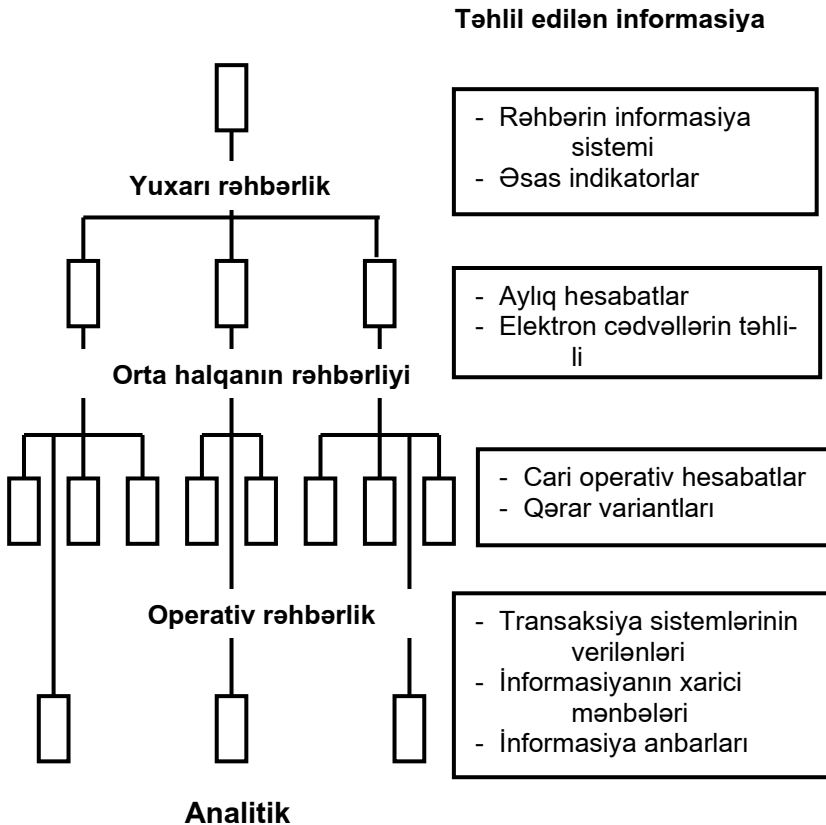 Təhlil edilən informasiya
- Rəhbərin informasiya
sistemi
- Əsas indikatorlar
Yuxarı rəhbərlik
- Aylıq hesabatlar
- Elektron cədvəllərin təhli-
li
Orta halqanın rəhbərliyi
- Cari operativ hesabatlar
- Qərar variantları
Operativ rəhbərlik
- Transaksiya sistemlərinin
verilənləri
- İnformasiyanın xarici
mənbələri
- İnformasiya anbarları
Analitik